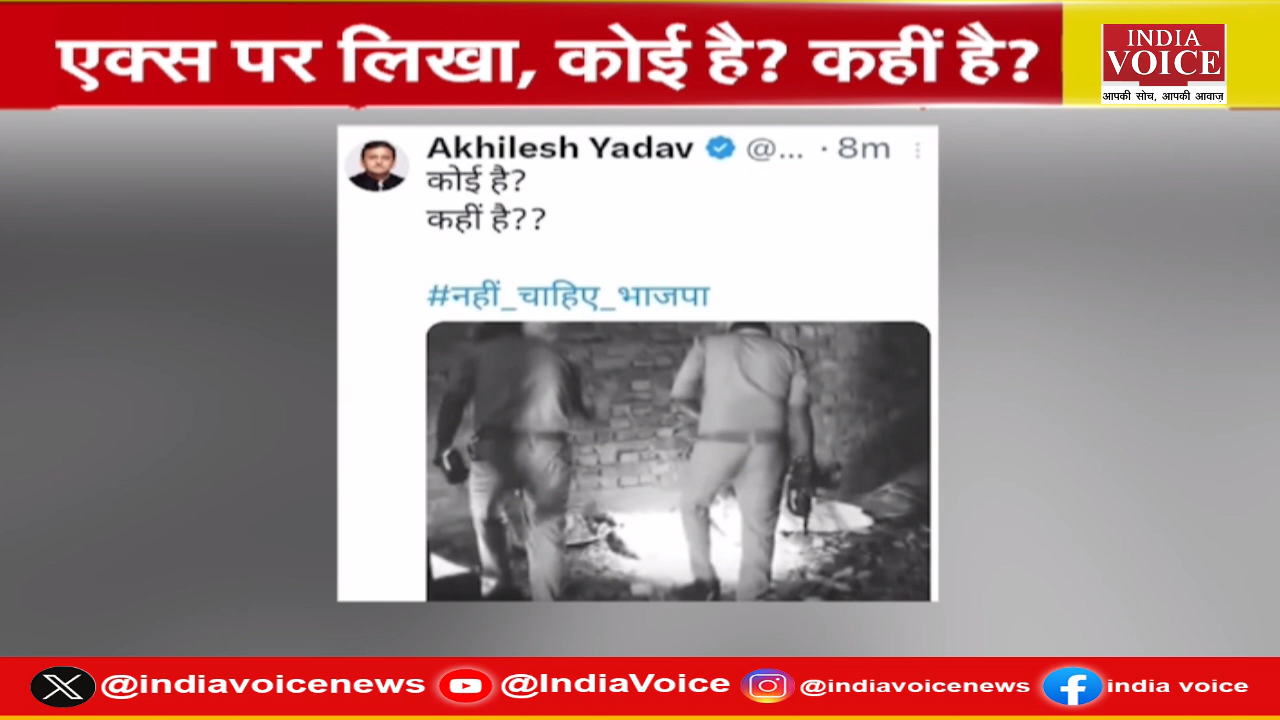 एक्स पर लिखा, कोई है? कहीं है?
INDIA
VOICE
आपकी सोच, आपकी आवाज़
Akhilesh Yadav @... · 8m
कोई है?
कहीं है??
#नहीं_चाहिए_भाजपा
@indiavoicenews @IndiaVoice @indiavoicenews india voice